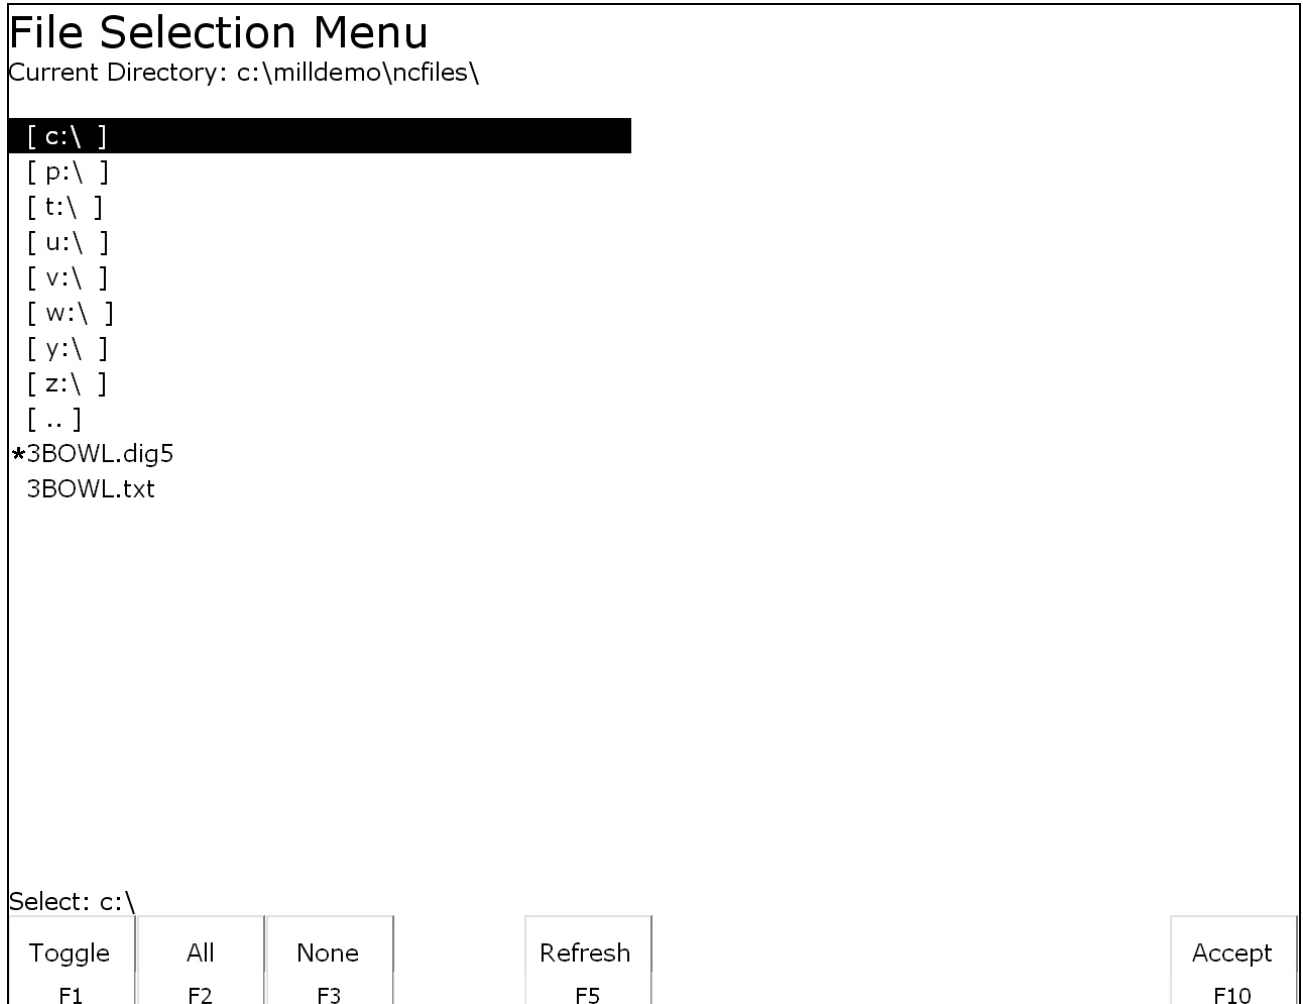 File Selection Menu
Current Directory: c:\milldemo\ncfiles\
[ c:\ ]
[ p:\ ]
[ t:\ ]
[ u:\ ]
[ v:\ ]
[ w:\ ]
[ y:\ ]
[ z:\ ]
[ .. ]
*3BOWL.dig5
3BOWL.txt
Select: c:\
Toggle All None Refresh Accept
F1 F2 F3 F5 F10